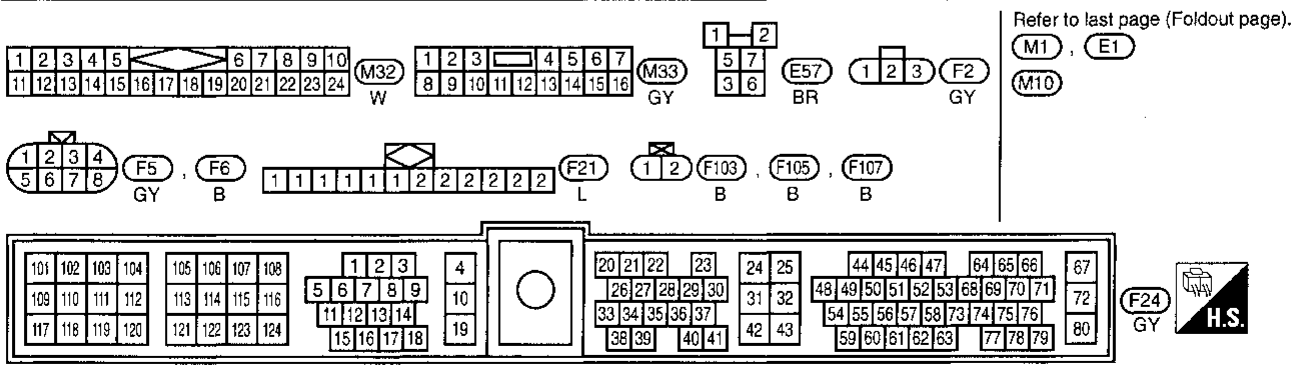 Refer to last page (Foldout page).
M1 , E1
M10
1 2 3 4 5 6 7 8 9 10
11 12 13 14 15 16 17 18 19 20 21 22 23 24
M32
W
1 2 3 4 5 6 7
8 9 10 11 12 13 14 15 16
M33
GY
1 2
5 7
3 6
E57
BR
1 2 3
F2
GY
1 2 3 4
5 6 7 8
F5 , F6
GY B
1 1 1 1 1 1 2 2 2 2 2 2
F21
L
1 2
F103 , F105 , F107
B B B
101 102 103 104 105 106 107 108 1 2 3 4 20 21 22 23 24 25 44 45 46 47 64 65 66 67
109 110 111 112 113 114 115 116 5 6 7 8 9 10 26 27 28 29 30 31 32 48 49 50 51 52 53 68 69 70 71 72
117 118 119 120 121 122 123 124 11 12 13 14 19 33 34 35 36 37 42 43 54 55 56 57 58 73 74 75 76 80
15 16 17 18 38 39 40 41 59 60 61 62 63 77 78 79
F24
GY
H.S.